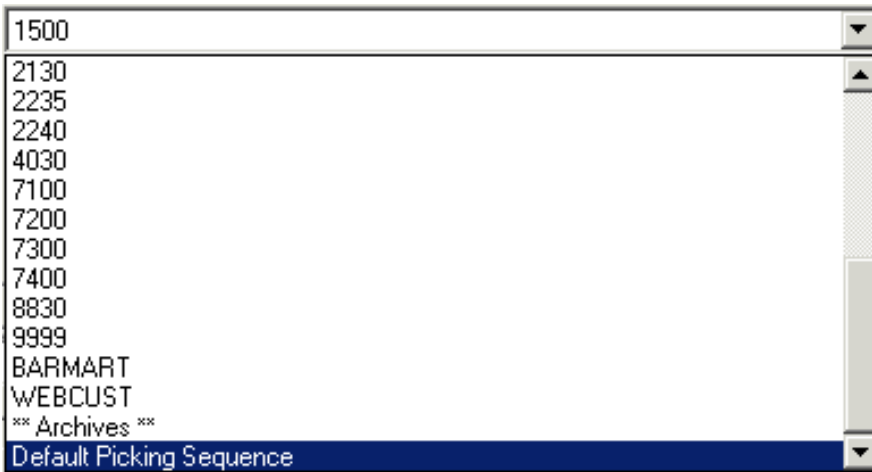 1500
2130
2235
2240
4030
7100
7200
7300
7400
8830
9999
BARMART
WEBCUST
** Archives **
Default Picking Sequence